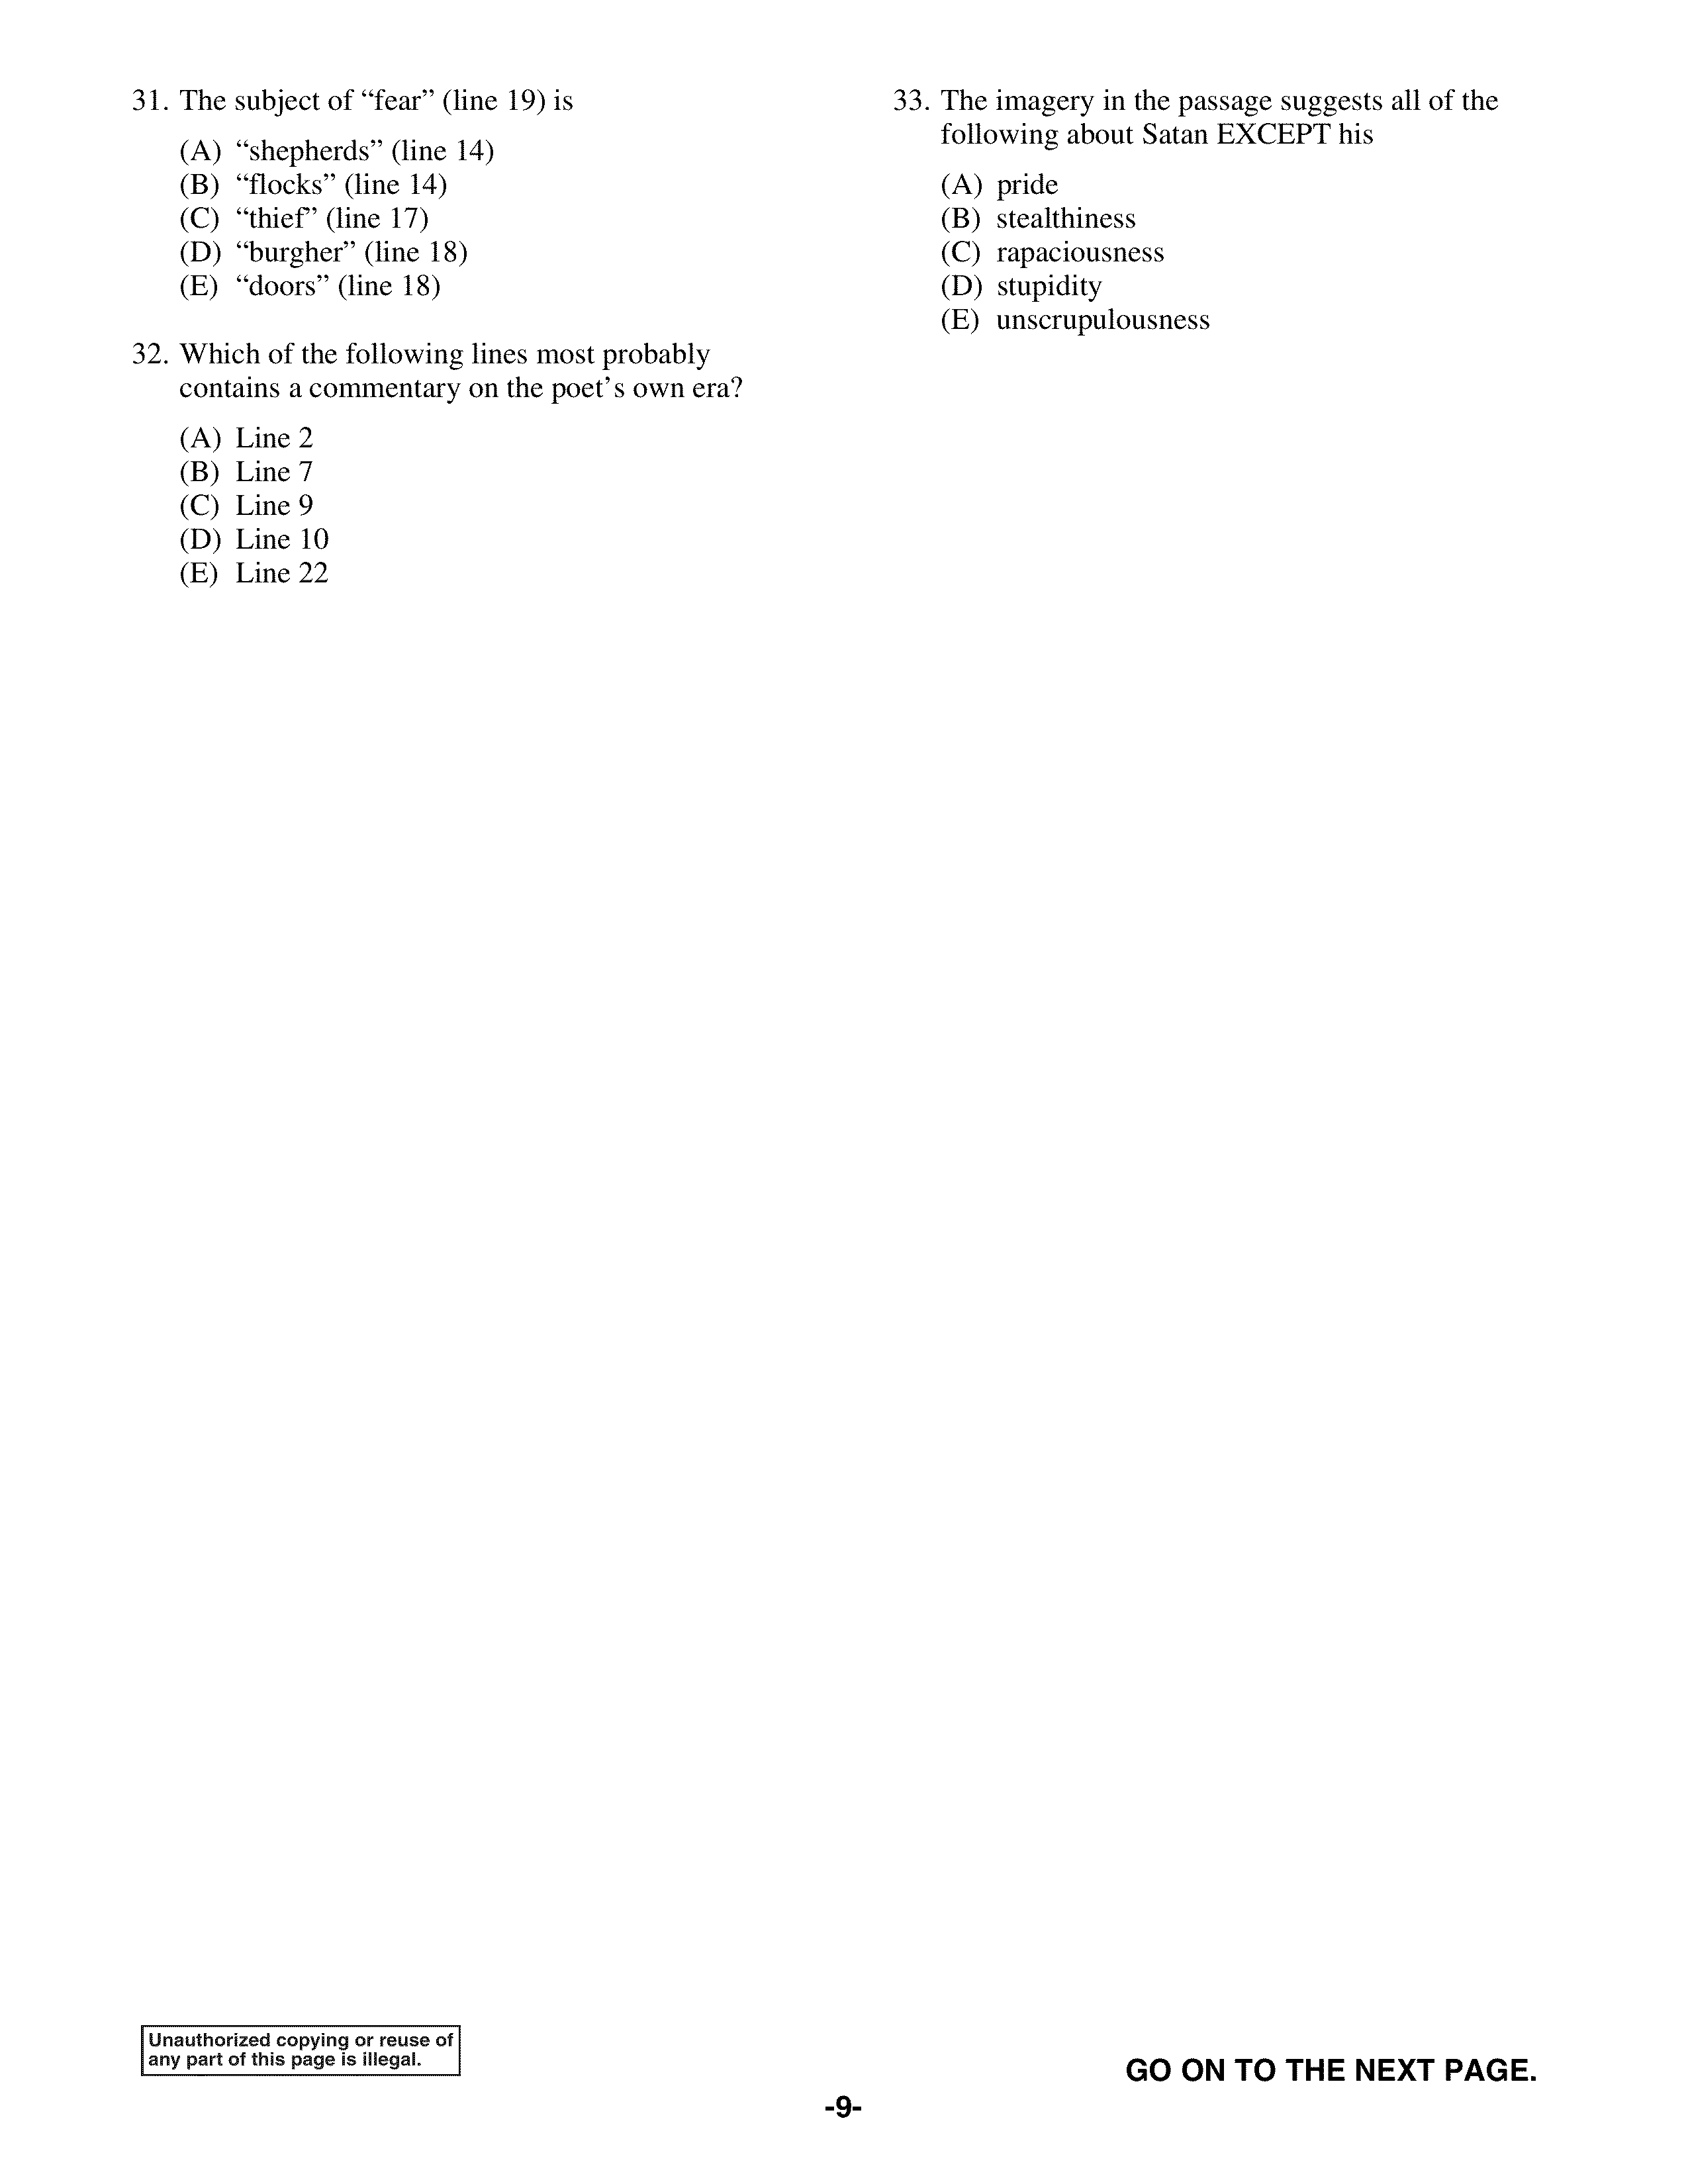 31. The subject of “fear” (line 19) is
(A) “shepherds” (line 14)
(B) “flocks” (line 14)
(C) “thief” (line 17)
(D) “burgher” (line 18)
(E) “doors” (line 18)
32. Which of the following lines most probably
contains a commentary on the poet’s own era?
(A) Line 2
(B) Line 7
(C) Line 9
(D) Line 10
(E) Line 22
33. The imagery in the passage suggests all of the
following about Satan EXCEPT his
(A) pride
(B) stealthiness
(C) rapaciousness
(D) stupidity
(E) unscrupulousness
Unauthorized copying or reuse of
any part of this page is illegal.
GO ON TO THE NEXT PAGE.
-9-